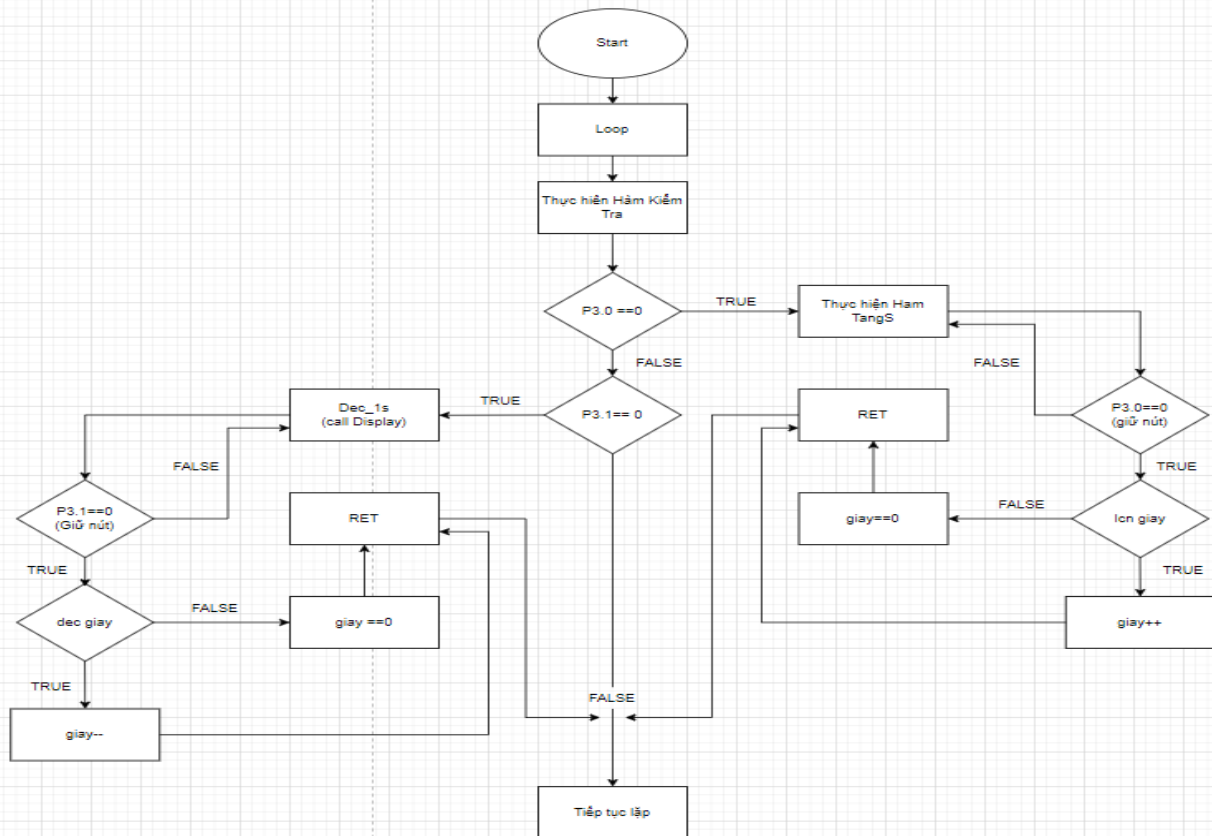 Start
Loop
Thực hiện Hàm Kiểm
Tra
P3.0 ==0
TRUE
Thực hiện Ham
TangS
FALSE
FALSE
P3.1== 0
TRUE
Dec_1s
(call Display)
RET
P3.0==0
(giữ nút)
FALSE
TRUE
P3.1==0
(Giữ nút)
RET
giay==0
FALSE
Icn giay
TRUE
TRUE
dec giay
FALSE
giay ==0
giay++
TRUE
FALSE
giay--
Tiếp tục lặp